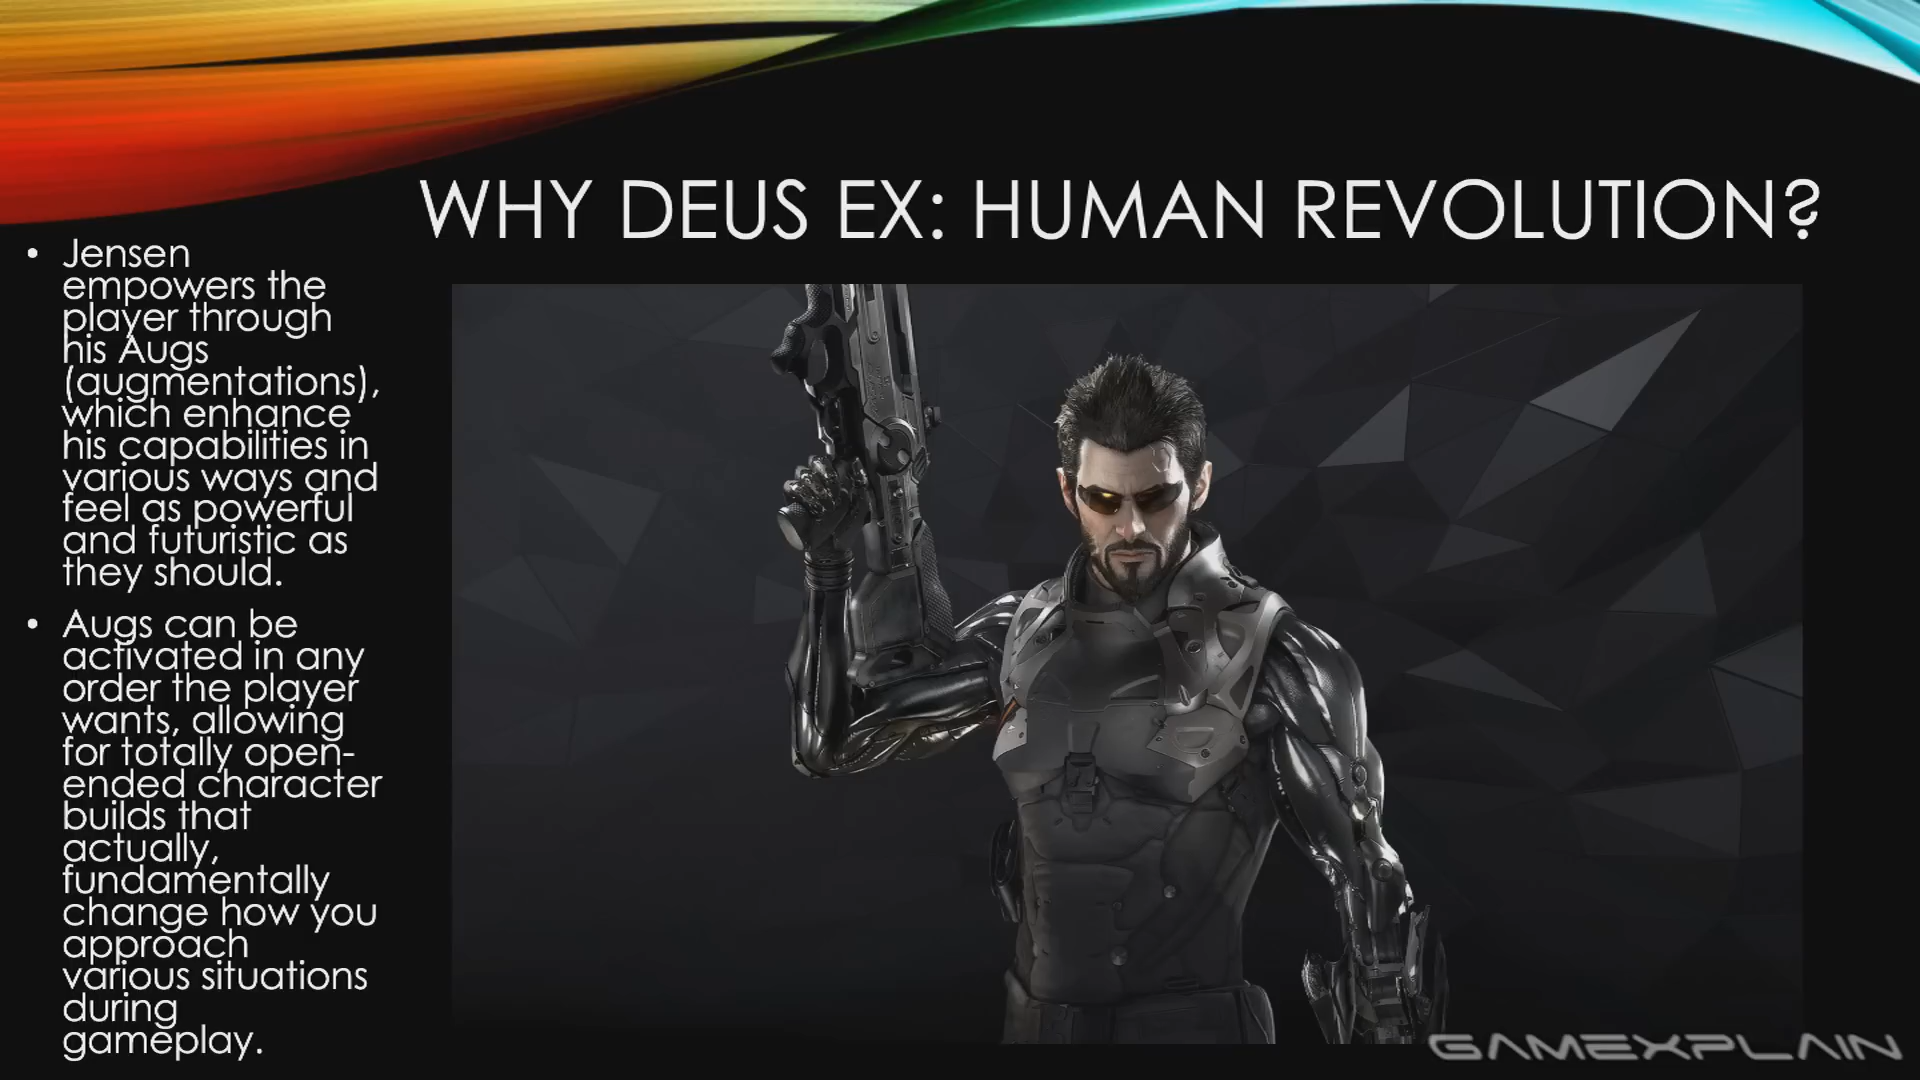 WHY DEUS EX: HUMAN REVOLUTION?
• Jensen
empowers the
player through
his Augs
(augmentations),
which enhance
his capabilities in
various ways and
feel as powerful
and futuristic as
they should.
• Augs can be
activated in any
order the player
wants, allowing
for totally open-
ended character
builds that
actually,
fundamentally
change how you
approach
various situations
during
gameplay.
GAMEXPLAIN